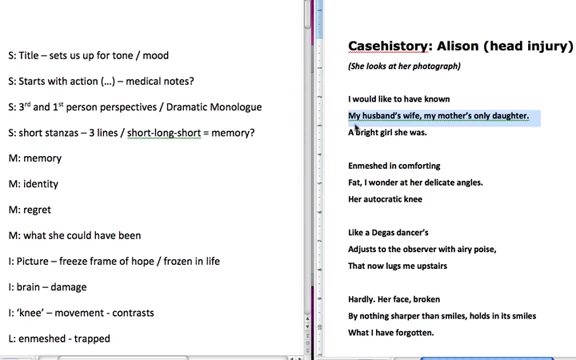 S: Title – sets us up for tone / mood
S: Starts with action (...) – medical notes?
S: 3rd and 1st person perspectives / Dramatic Monologue
S: short stanzas – 3 lines / short-long-short = memory?
M: memory
M: identity
M: regret
M: what she could have been
I: Picture – freeze frame of hope / frozen in life
I: brain – damage
I: ‘knee’ – movement - contrasts
L: enmeshed - trapped
Casehistory: Alison (head injury)
(She looks at her photograph)
I would like to have known
My husband’s wife, my mother’s only daughter.
A bright girl she was.
Enmeshed in comforting
Fat, I wonder at her delicate angles.
Her autocratic knee
Like a Degas dancer’s
Adjusts to the observer with airy poise,
That now lugs me upstairs
Hardly. Her face, broken
By nothing sharper than smiles, holds in its smiles
What I have forgotten.